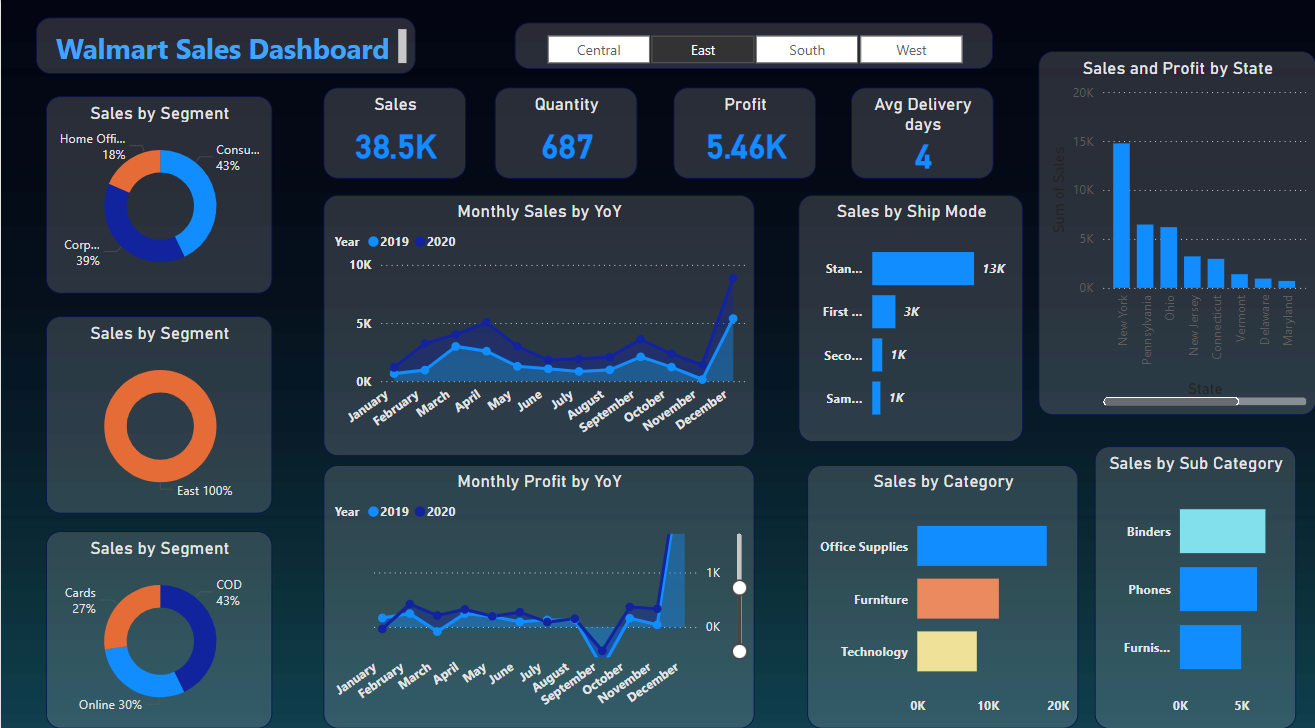 Walmart Sales Dashboard
Central
East
South
West
Sales by Segment
Home Offi...
18%
Consu...
43%
Corp...
39%
Sales
38.5K
Quantity
687
Profit
5.46K
Avg Delivery
days
4
Sales and Profit by State
20K
15K
10K
5K
0K
Sum of Sales
New York
Pennylvania
Ohio
New Jersey
Connecticut
Vermont
Delaware
Maryland
State
Monthly Sales by YoY
Year 2019 2020
10K
5K
0K
January
February
March
April
May
June
July
August
September
October
November
December
Sales by Ship Mode
Stan... 13K
First ... 3K
Seco... 1K
Sam... 1K
Sales by Segment
East 100%
Monthly Profit by YoY
Year 2019 2020
1K
0K
January
February
March
April
May
June
July
August
September
October
November
December
Sales by Category
Office Supplies
Furniture
Technology
0K 10K 20K
Sales by Sub Category
Binders
Phones
Furnis...
0K 5K
Sales by Segment
Cards
27%
COD
43%
Online 30%